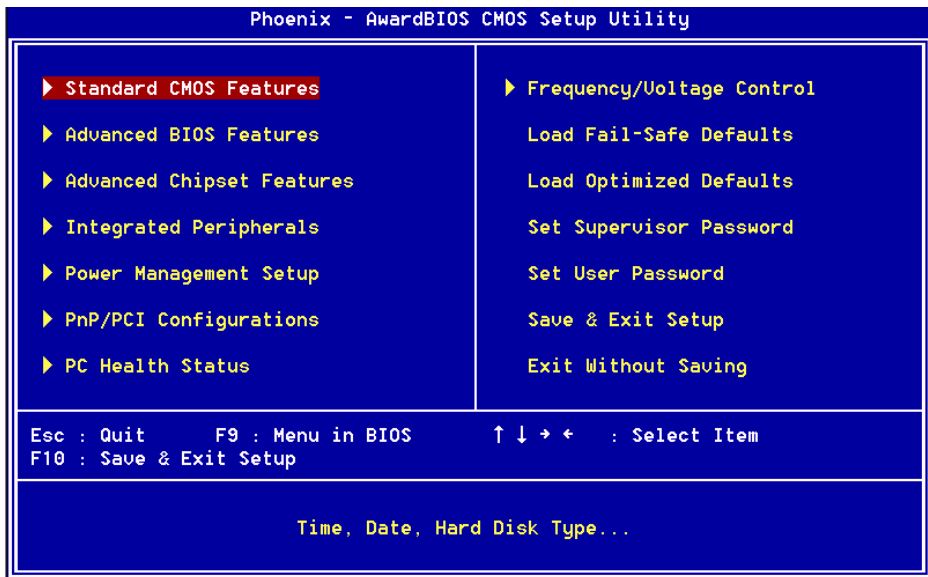 Phoenix - AwardBIOS CMOS Setup Utility
Standard CMOS Features
Advanced BIOS Features
Advanced Chipset Features
Integrated Peripherals
Power Management Setup
PnP/PCI Configurations
PC Health Status
Frequency/Voltage Control
Load Fail-Safe Defaults
Load Optimized Defaults
Set Supervisor Password
Set User Password
Save & Exit Setup
Exit Without Saving
Esc : Quit F9 : Menu in BIOS ↑ ↓ → ← : Select Item
F10 : Save & Exit Setup
Time, Date, Hard Disk Type...